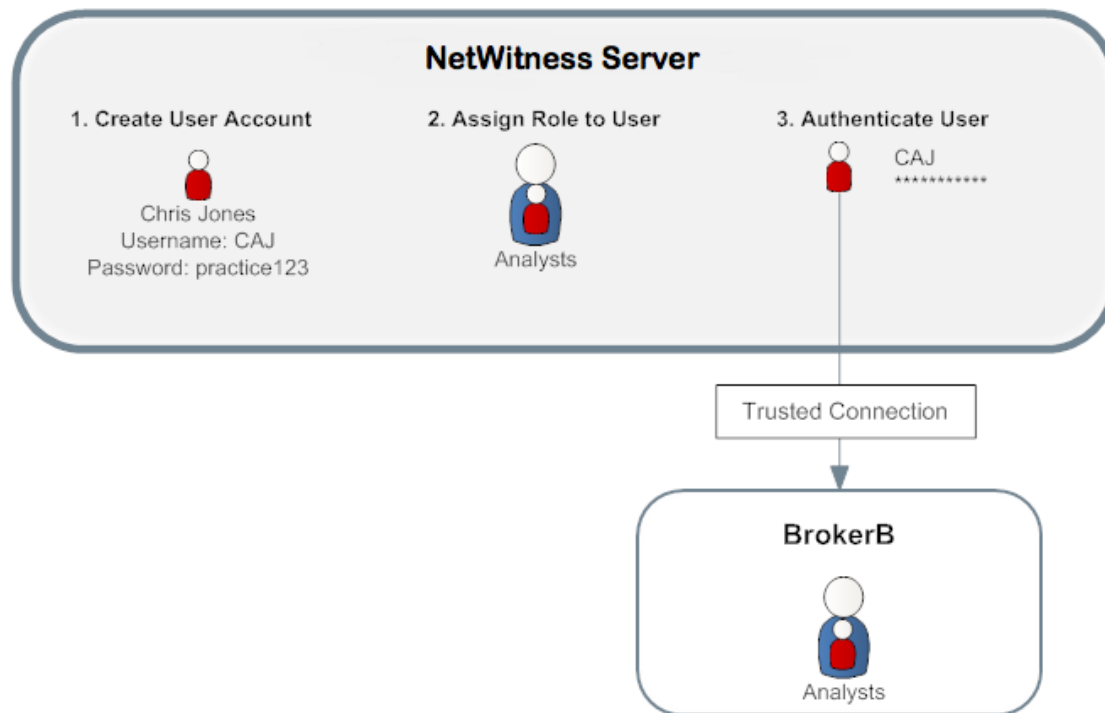 NetWitness Server
1. Create User Account
Chris Jones
Username: CAJ
Password: practice123
2. Assign Role to User
Analysts
3. Authenticate User
CAJ
***********
Trusted Connection
BrokerB
Analysts